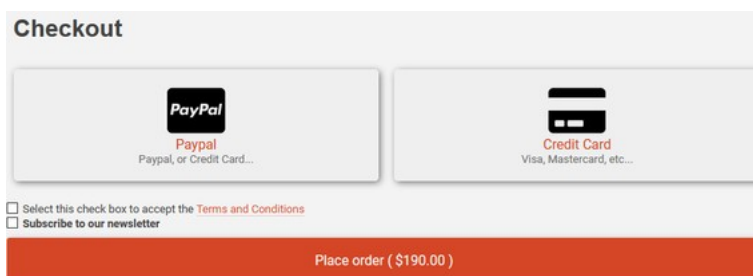 Checkout
PayPal
Paypal
Paypal, or Credit Card...
Credit Card
Visa, Mastercard, etc...
Select this check box to accept the Terms and Conditions
Subscribe to our newsletter
Place order ( $190.00 )